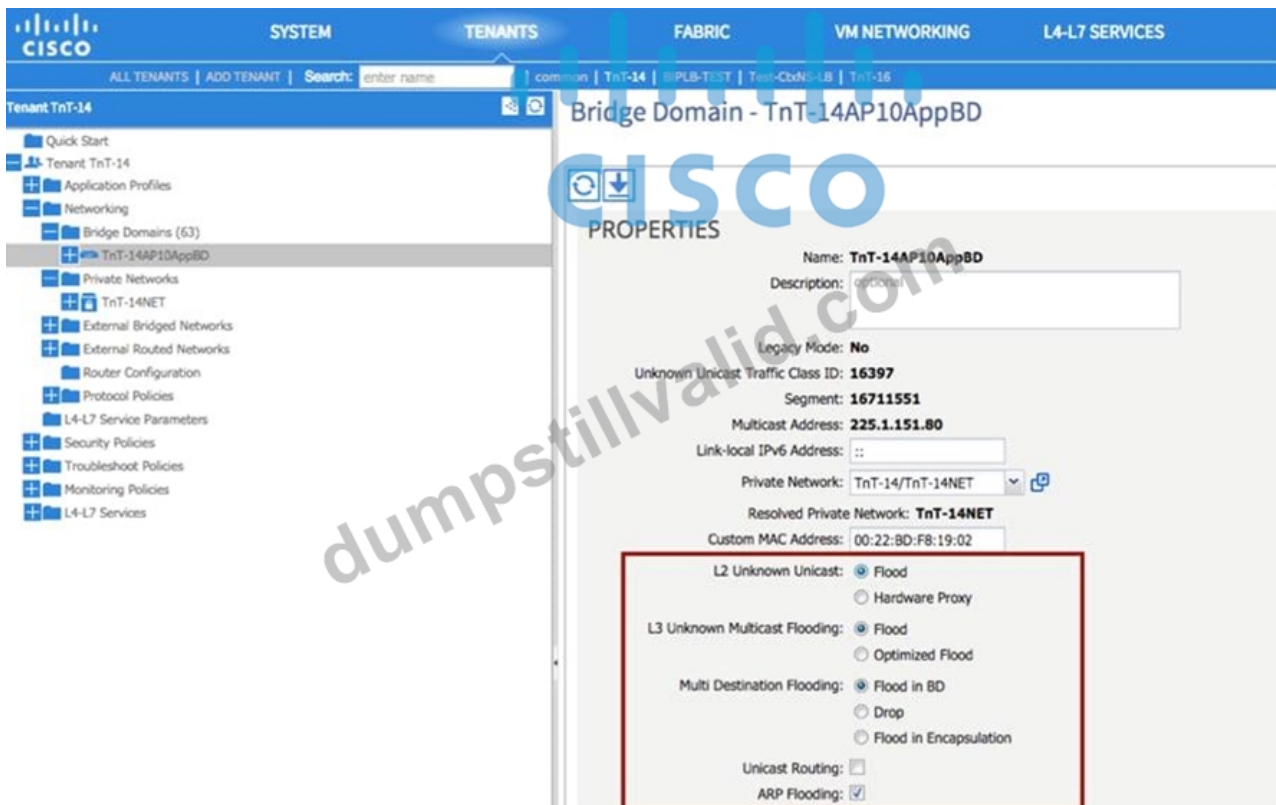 CISCO
SYSTEM
TENANTS
FABRIC
VM NETWORKING
L4-L7 SERVICES
ALL TENANTS | ADD TENANT | Search: enter name | common | TnT-14 | BIPLB-TEST | Test-CtxNS-LB | TnT-16
Tenant TnT-14
Quick Start
Tenant TnT-14
Application Profiles
Networking
Bridge Domains (63)
TnT-14AP10AppBD
Private Networks
TnT-14NET
External Bridged Networks
External Routed Networks
Router Configuration
Protocol Policies
L4-L7 Service Parameters
Security Policies
Troubleshoot Policies
Monitoring Policies
L4-L7 Services
Bridge Domain - TnT-14AP10AppBD
CISCO
PROPERTIES
Name: TnT-14AP10AppBD
Description: optional
Legacy Mode: No
Unknown Unicast Traffic Class ID: 16397
Segment: 16711551
Multicast Address: 225.1.151.80
Link-local IPv6 Address: ::
Private Network: TnT-14/TnT-14NET
Resolved Private Network: TnT-14NET
Custom MAC Address: 00:22:BD:F8:19:02
L2 Unknown Unicast: Flood
Hardware Proxy
L3 Unknown Multicast Flooding: Flood
Optimized Flood
Multi Destination Flooding: Flood in BD
Drop
Flood in Encapsulation
Unicast Routing:
ARP Flooding:
dumpstillvalid.com